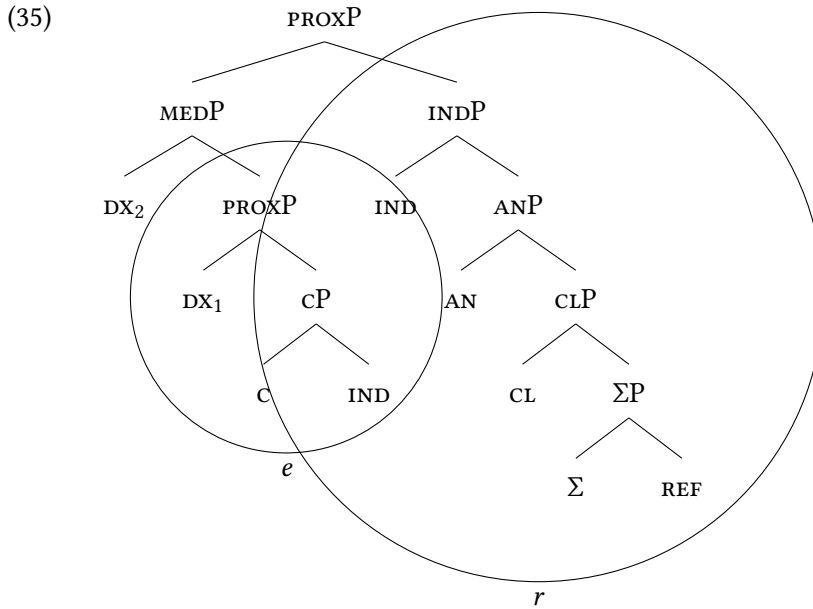 (35)
PROXP
MEDP INDP
DX₂ PROXP IND ANP
DX₁ CP AN CLP
C IND CL ΣP
e
Σ REF
r